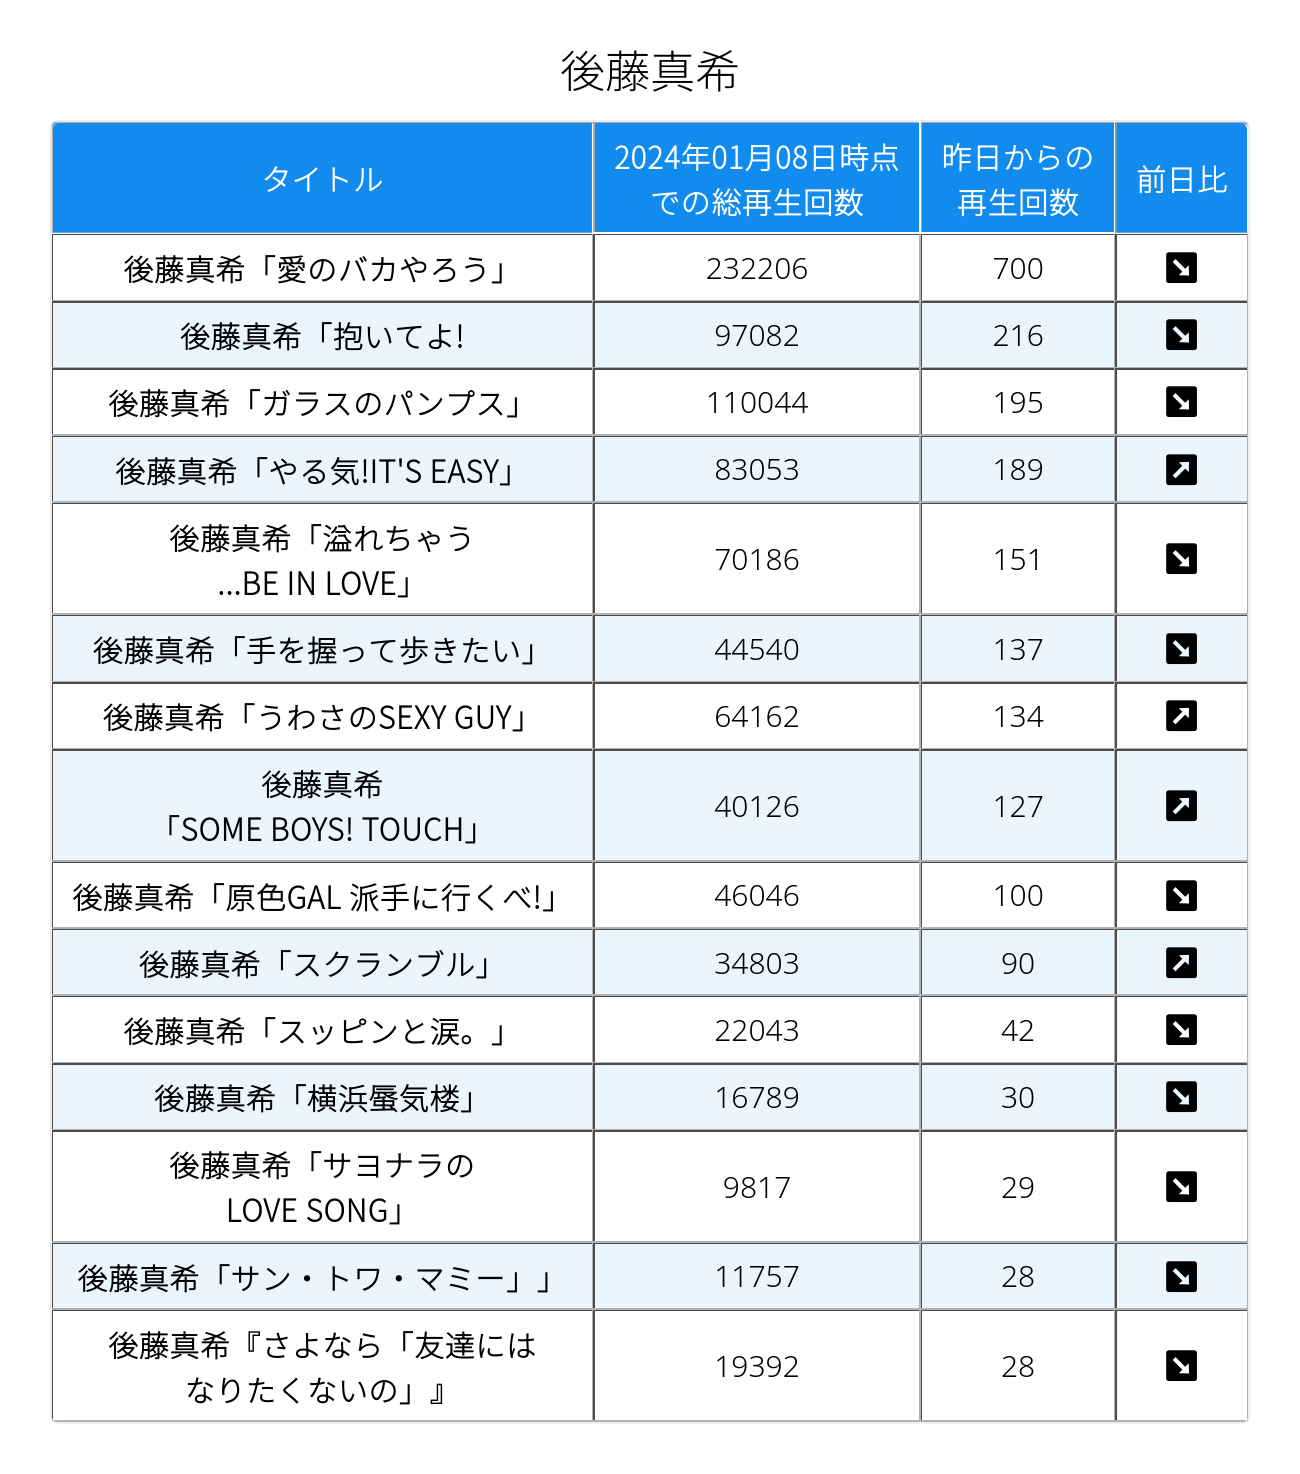 後藤真希
タイトル
2024年01月08日時点
での総再生回数
昨日からの
再生回数
前日比
後藤真希「愛のバカやろう」 232206 700
後藤真希「抱いてよ! 97082 216
後藤真希「ガラスのパンプス」 110044 195
後藤真希「やる気!IT'S EASY」 83053 189
後藤真希「溢れちゃう
...BE IN LOVE」 70186 151
後藤真希「手を握って歩きたい」 44540 137
後藤真希「うわさのSEXY GUY」 64162 134
後藤真希
「SOME BOYS! TOUCH」 40126 127
後藤真希「原色GAL 派手に行くべ!」 46046 100
後藤真希「スクランブル」 34803 90
後藤真希「スッピンと涙。」 22043 42
後藤真希「横浜蜃気楼」 16789 30
後藤真希「サヨナラの
LOVE SONG」 9817 29
後藤真希「サン・トワ・マミー」」 11757 28
後藤真希『さよなら「友達には
なりたくないの」』 19392 28